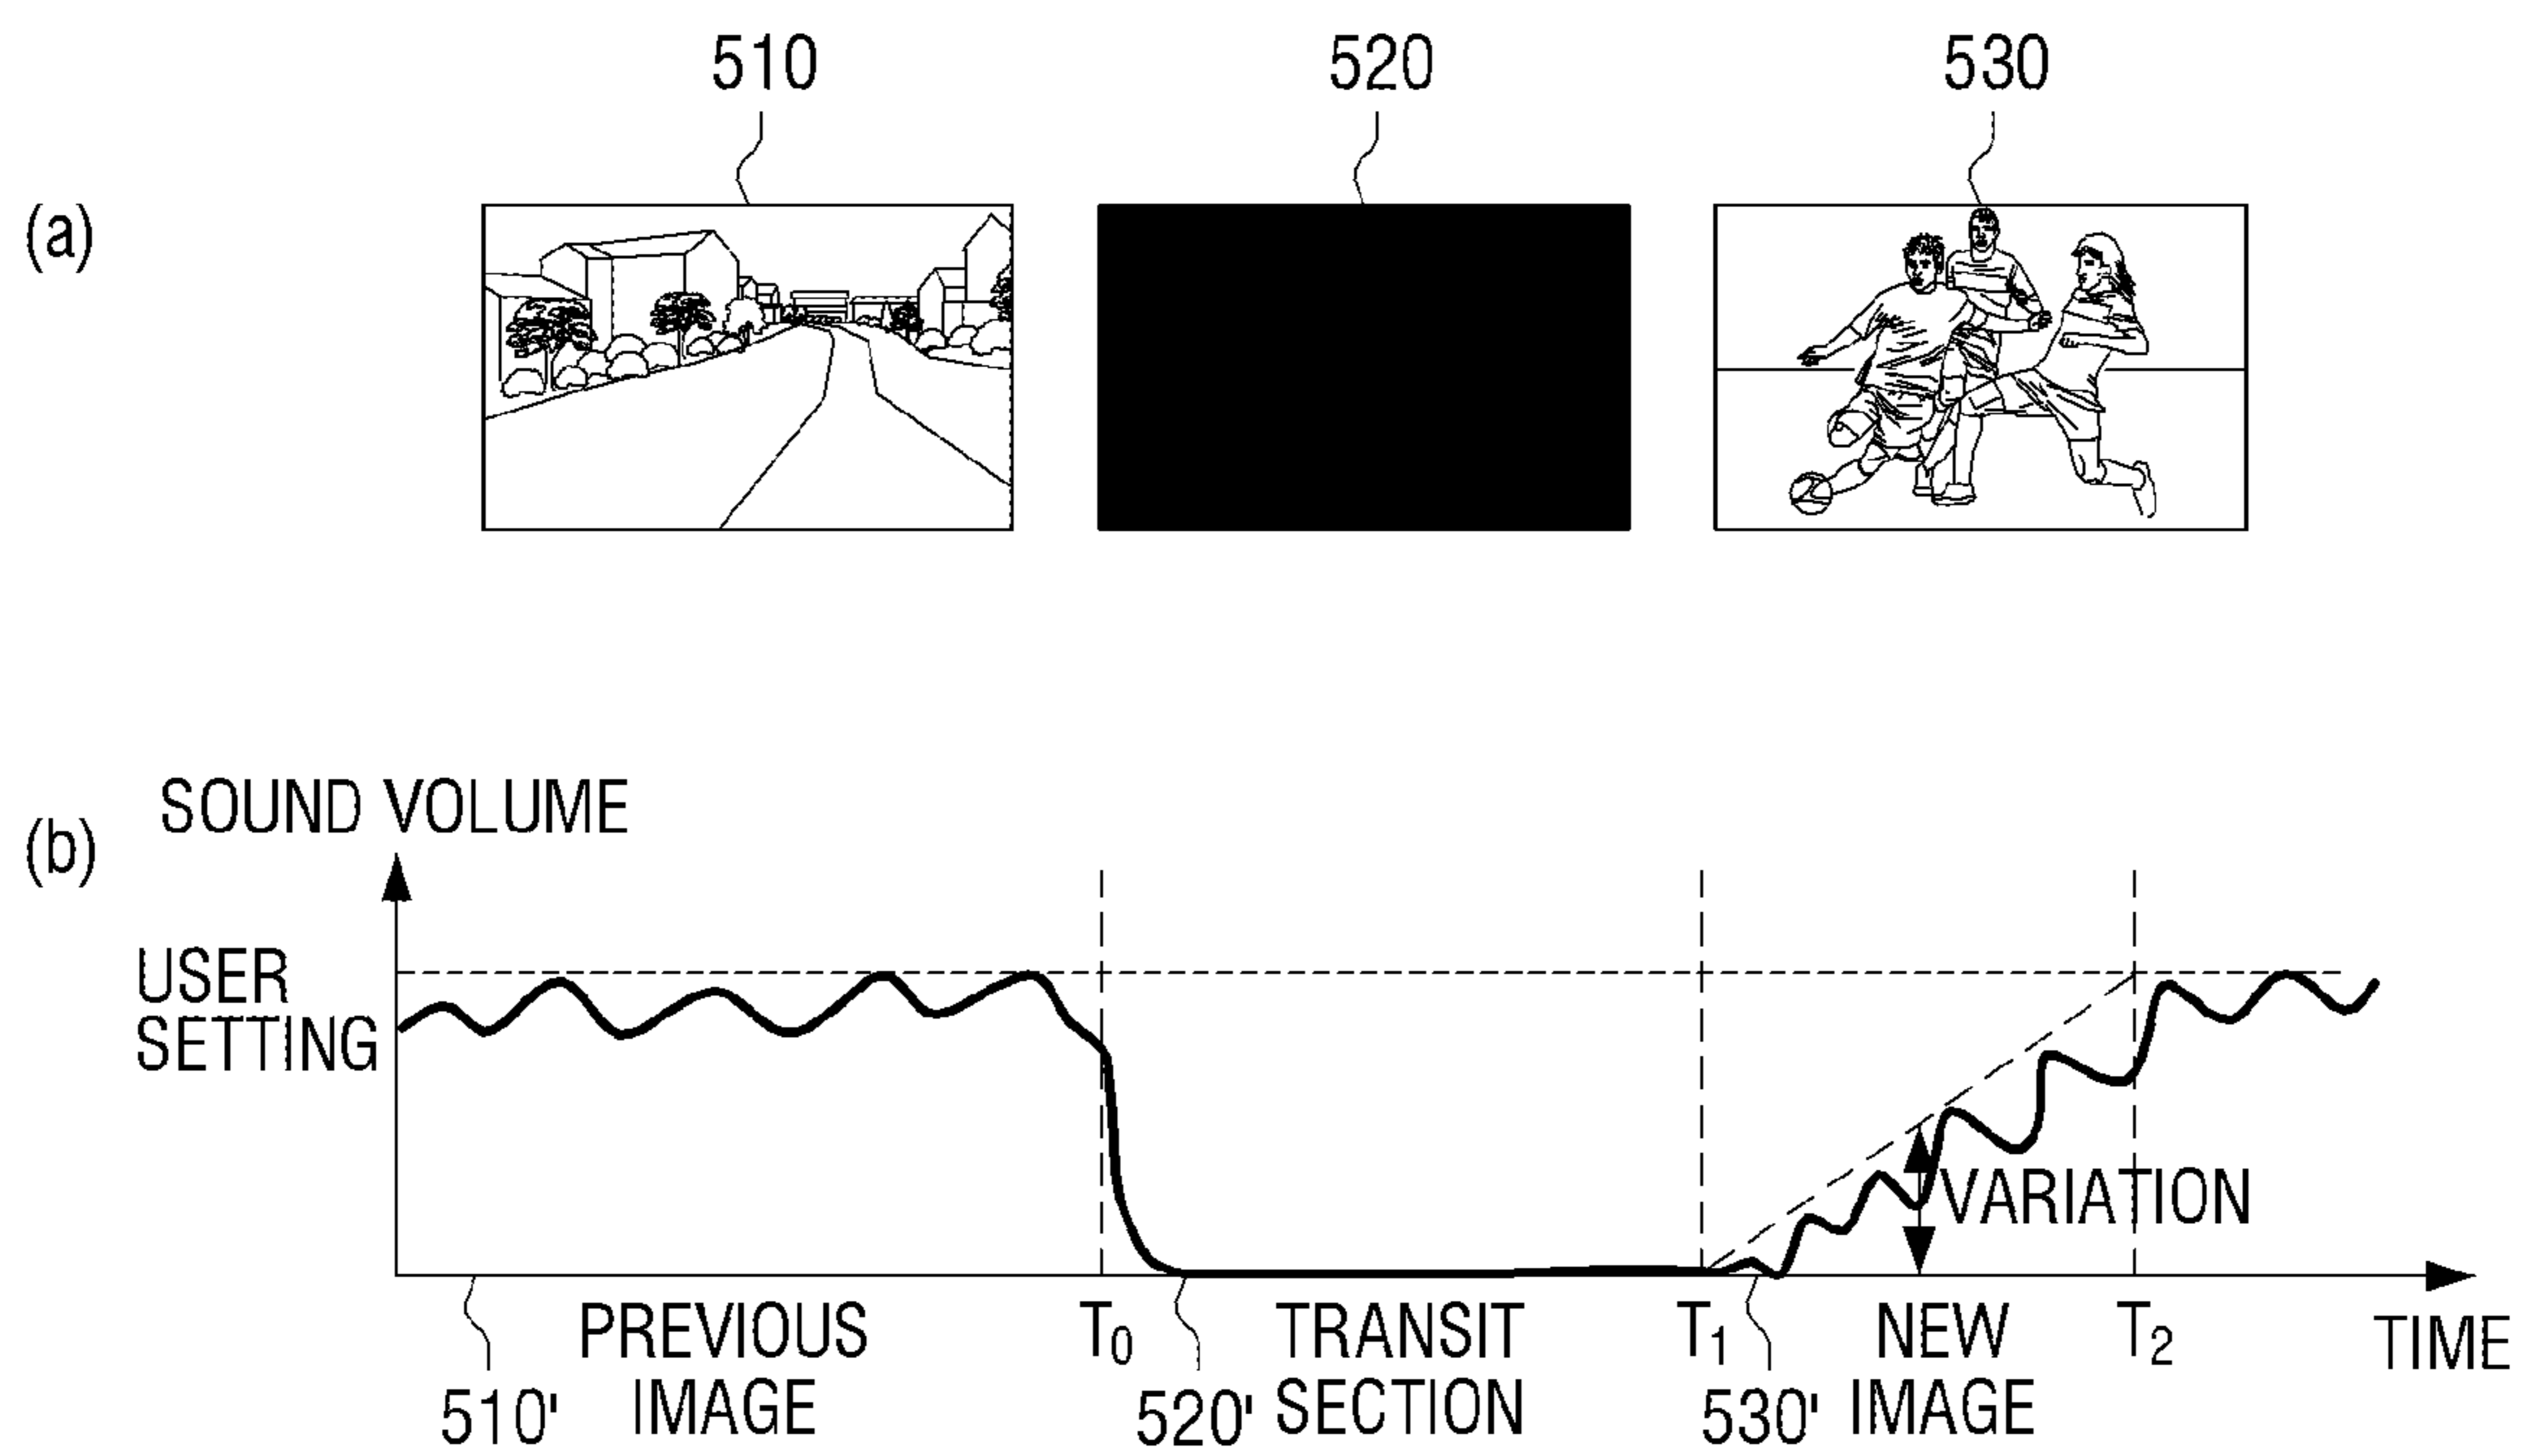 510 520 530
(a)
SOUND VOLUME
(b)
USER
SETTING
VARIATION
PREVIOUS T₀ TRANSIT T₁ NEW T₂ TIME
510' IMAGE 520' SECTION 530' IMAGE